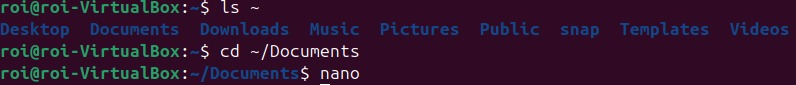 roi@roi-VirtualBox:~$ ls ~
Desktop  Documents  Downloads  Music  Pictures  Public  snap  Templates  Videos
roi@roi-VirtualBox:~$ cd ~/Documents
roi@roi-VirtualBox:~/Documents$ nano